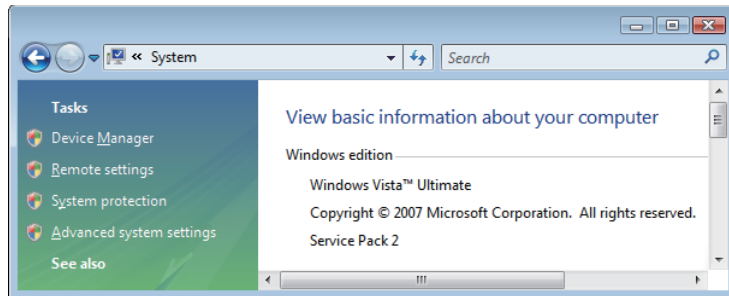 « System
Search
Tasks
Device Manager
Remote settings
System protection
Advanced system settings
See also
View basic information about your computer
Windows edition
Windows Vista™ Ultimate
Copyright © 2007 Microsoft Corporation. All rights reserved.
Service Pack 2